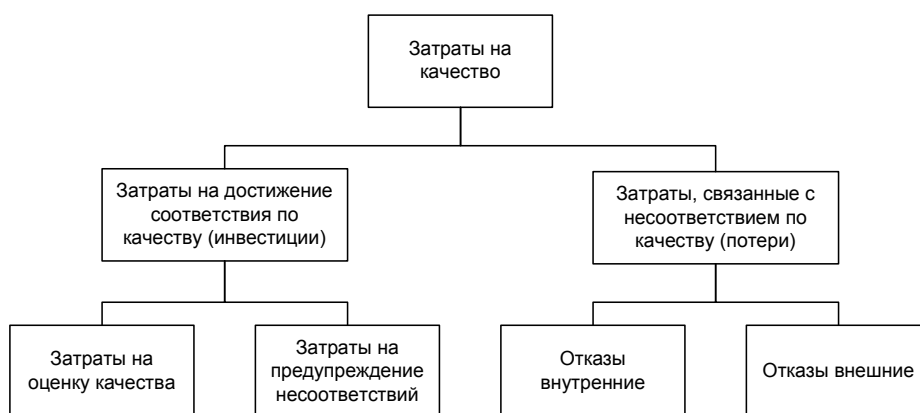 Затраты на
качество
Затраты на достижение
соответствия по
качеству (инвестиции)
Затраты, связанные с
несоответствием по
качеству (потери)
Затраты на
оценку качества
Затраты на
предупреждение
несоответствий
Отказы
внутренние
Отказы внешние